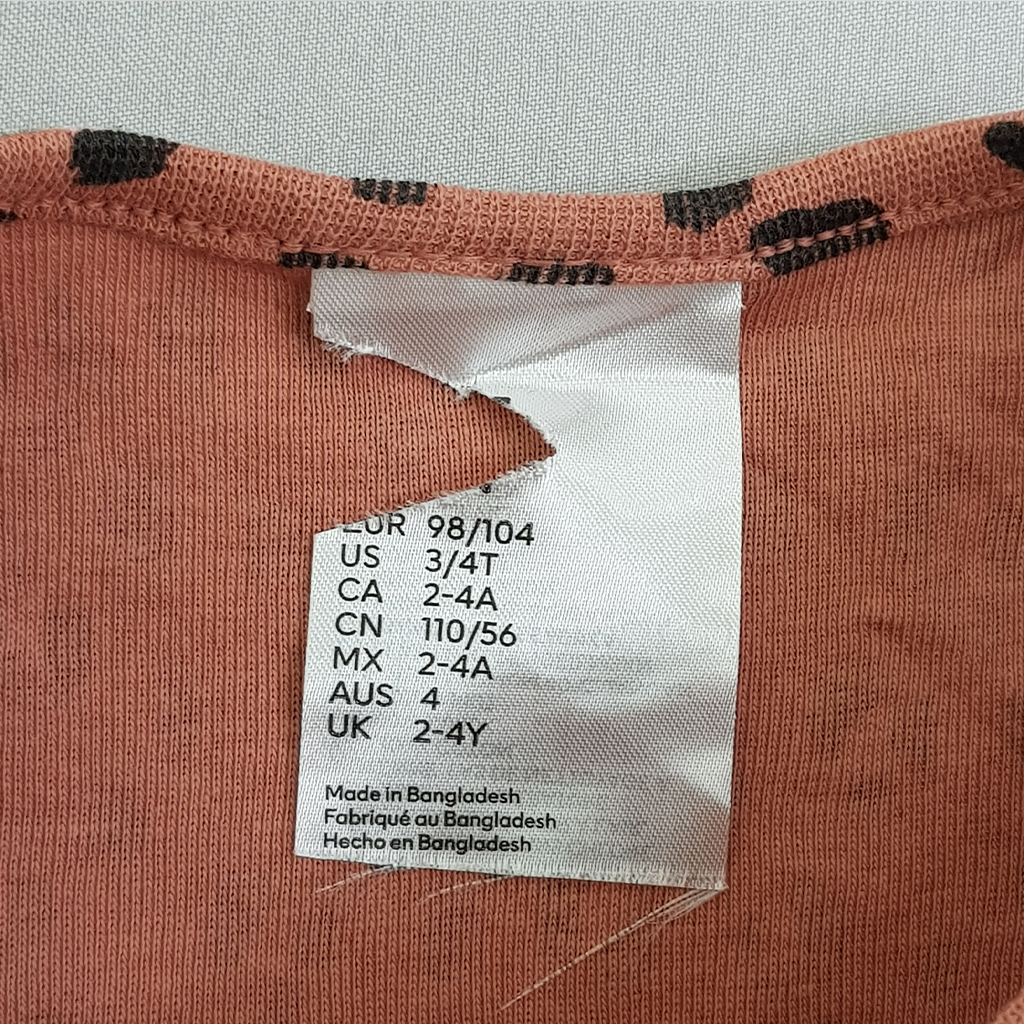 EUR 98/104
US 3/4T
CA 2-4A
CN 110/56
MX 2-4A
AUS 4
UK 2-4Y
Made in Bangladesh
Fabriqué au Bangladesh
Hecho en Bangladesh